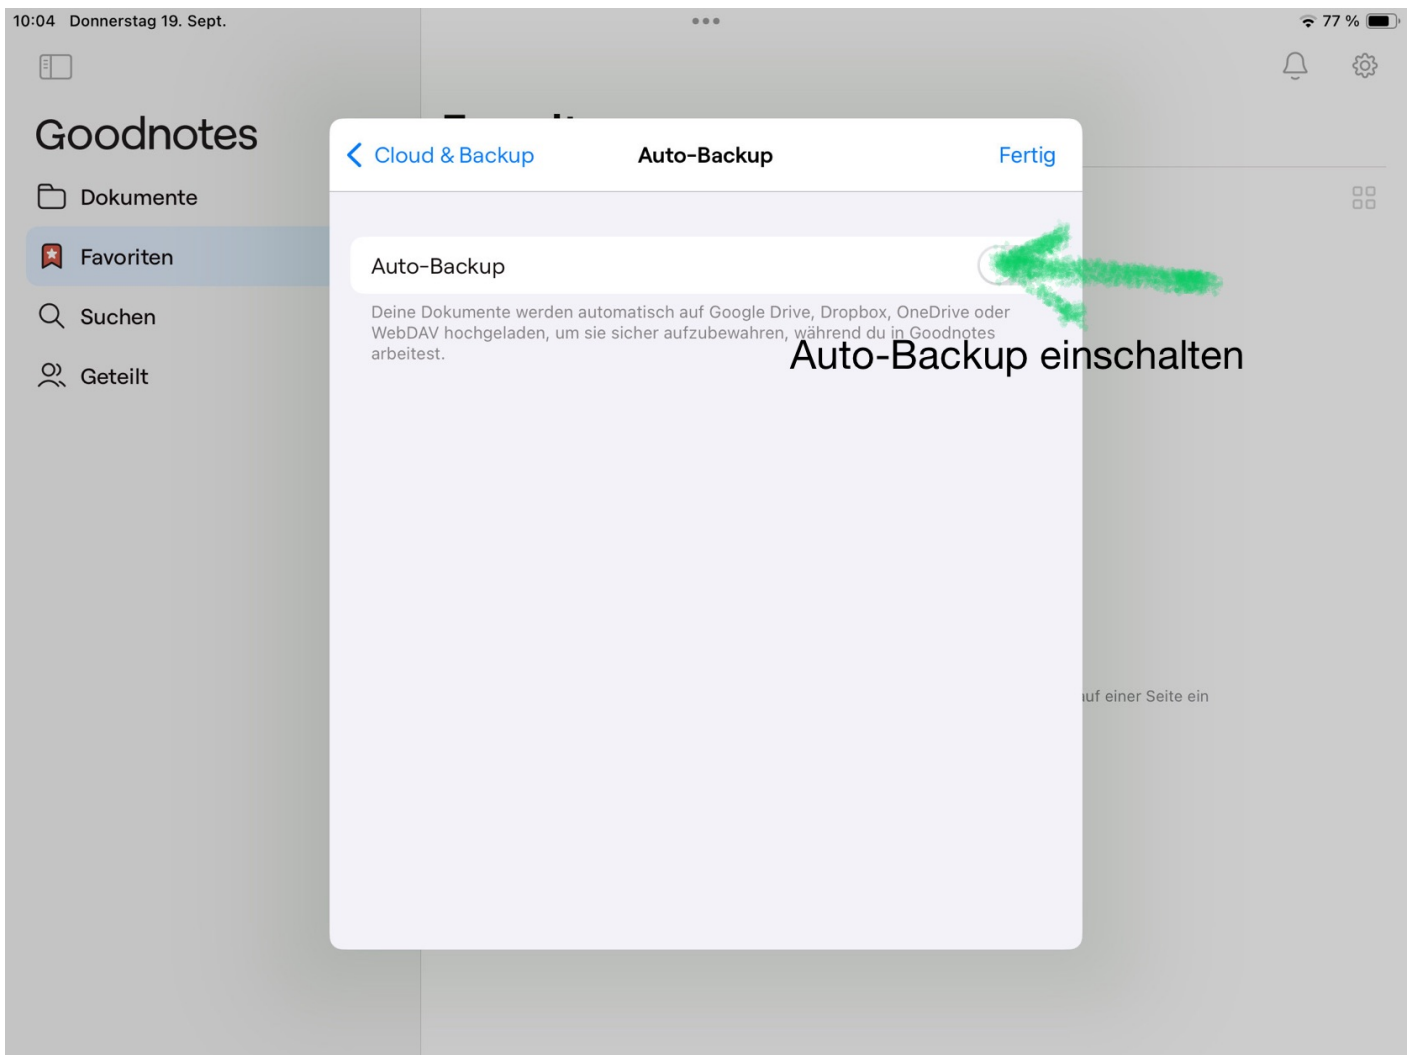 10:04 Donnerstag 19. Sept.
77 %
Goodnotes
Dokumente
Favoriten
Suchen
Geteilt
Cloud & Backup
Auto-Backup
Fertig
Auto-Backup
Deine Dokumente werden automatisch auf Google Drive, Dropbox, OneDrive oder
WebDAV hochgeladen, um sie sicher aufzubewahren, während du in Goodnotes
arbeitest.
Auto-Backup einschalten
auf einer Seite ein